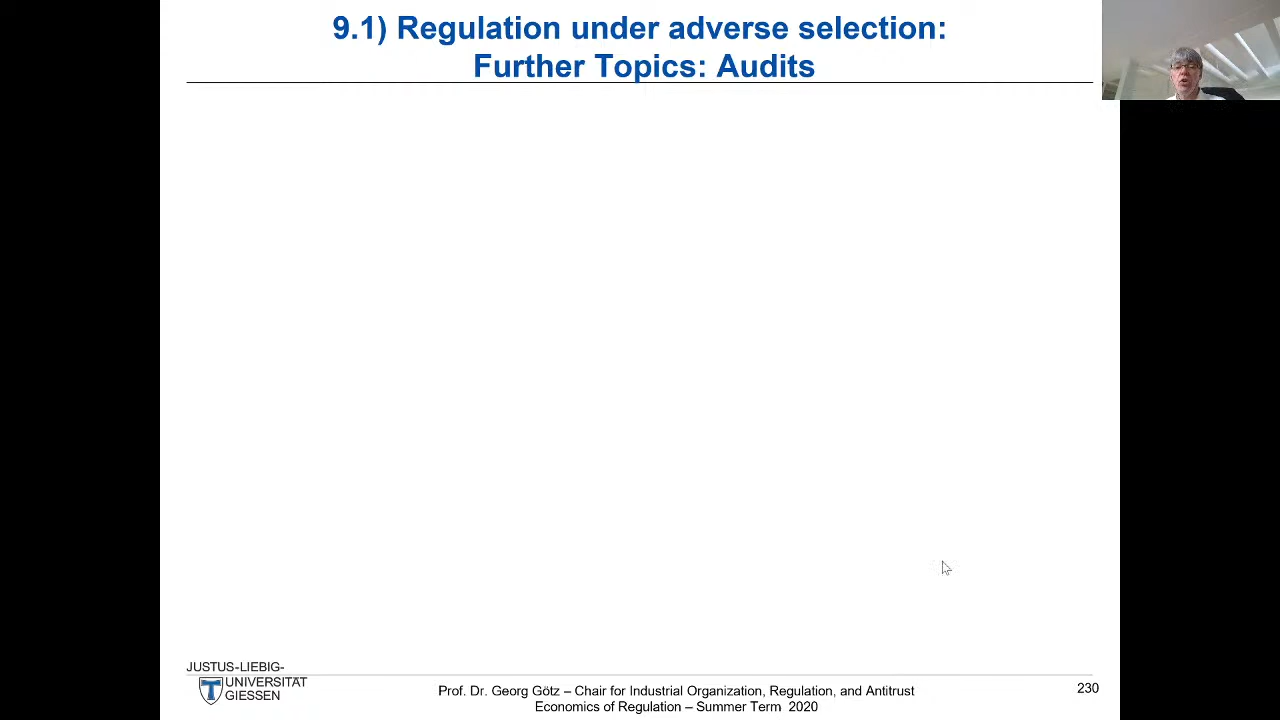 9.1) Regulation under adverse selection:
Further Topics: Audits
JUSTUS-LIEBIG-
UNIVERSITÄT
GIESSEN
Prof. Dr. Georg Götz – Chair for Industrial Organization, Regulation, and Antitrust
Economics of Regulation – Summer Term 2020
230